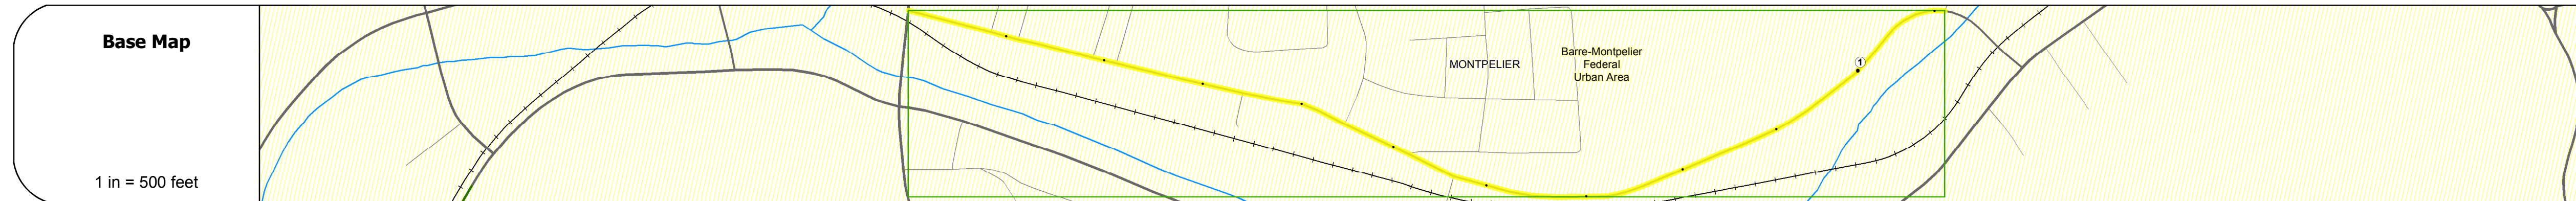 Base Map
1 in = 500 feet
MONTPELIER
Barre-Montpelier
Federal
Urban Area
1